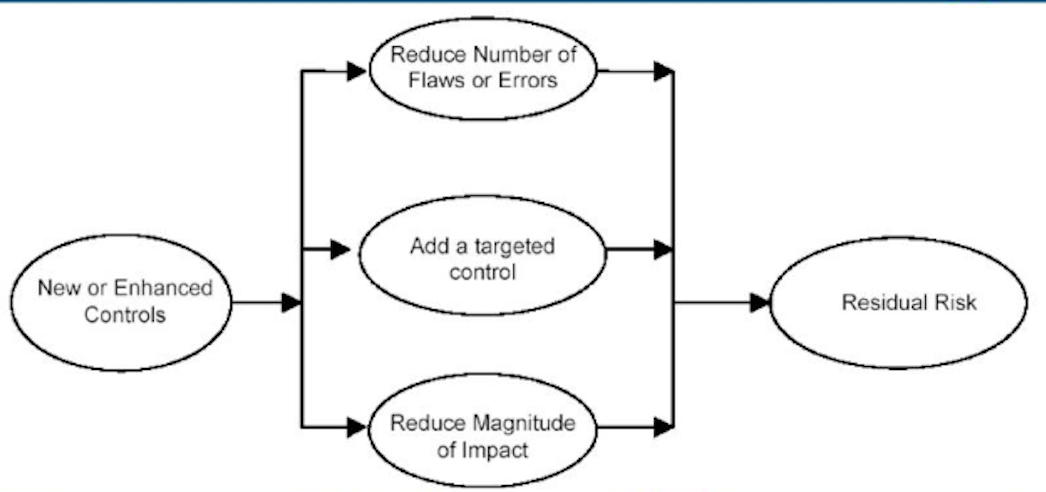 Reduce Number of
Flaws or Errors
Add a targeted
control
New or Enhanced
Controls
Residual Risk
Reduce Magnitude
of Impact